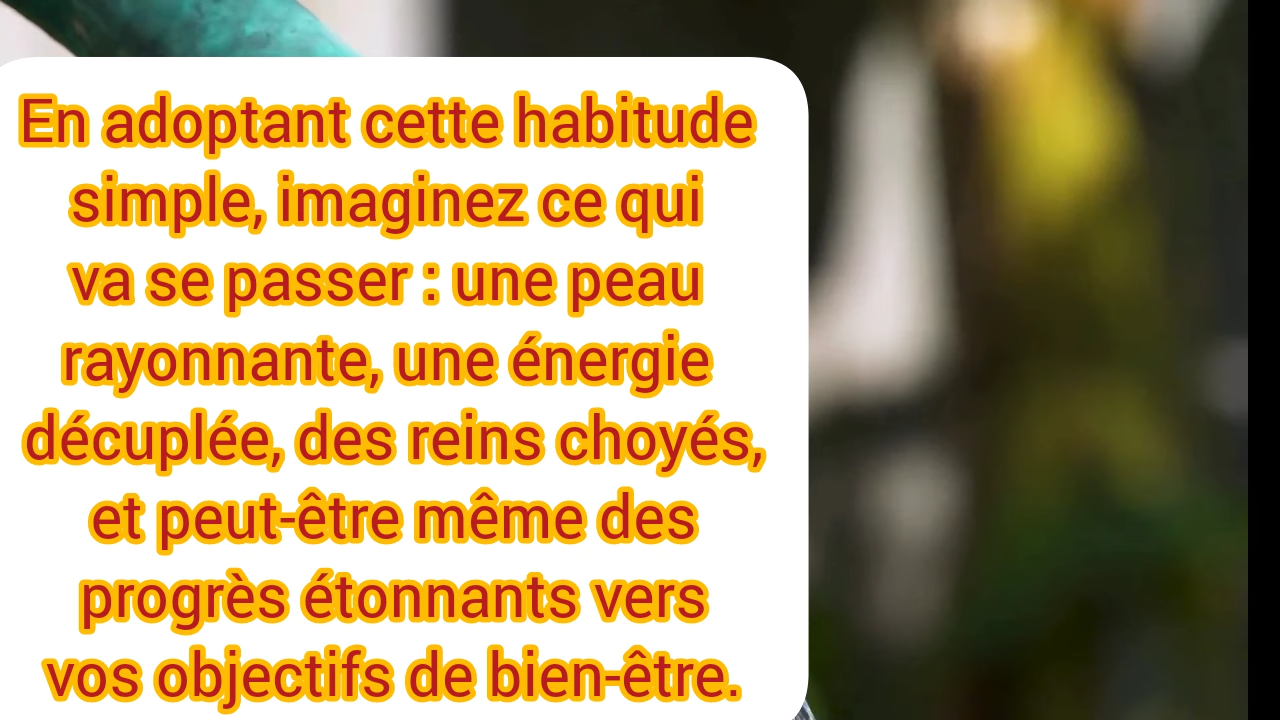 En adoptant cette habitude
simple, imaginez ce qui
va se passer : une peau
rayonnante, une énergie
décuplée, des reins choyés,
et peut-être même des
progrès étonnants vers
vos objectifs de bien-être.